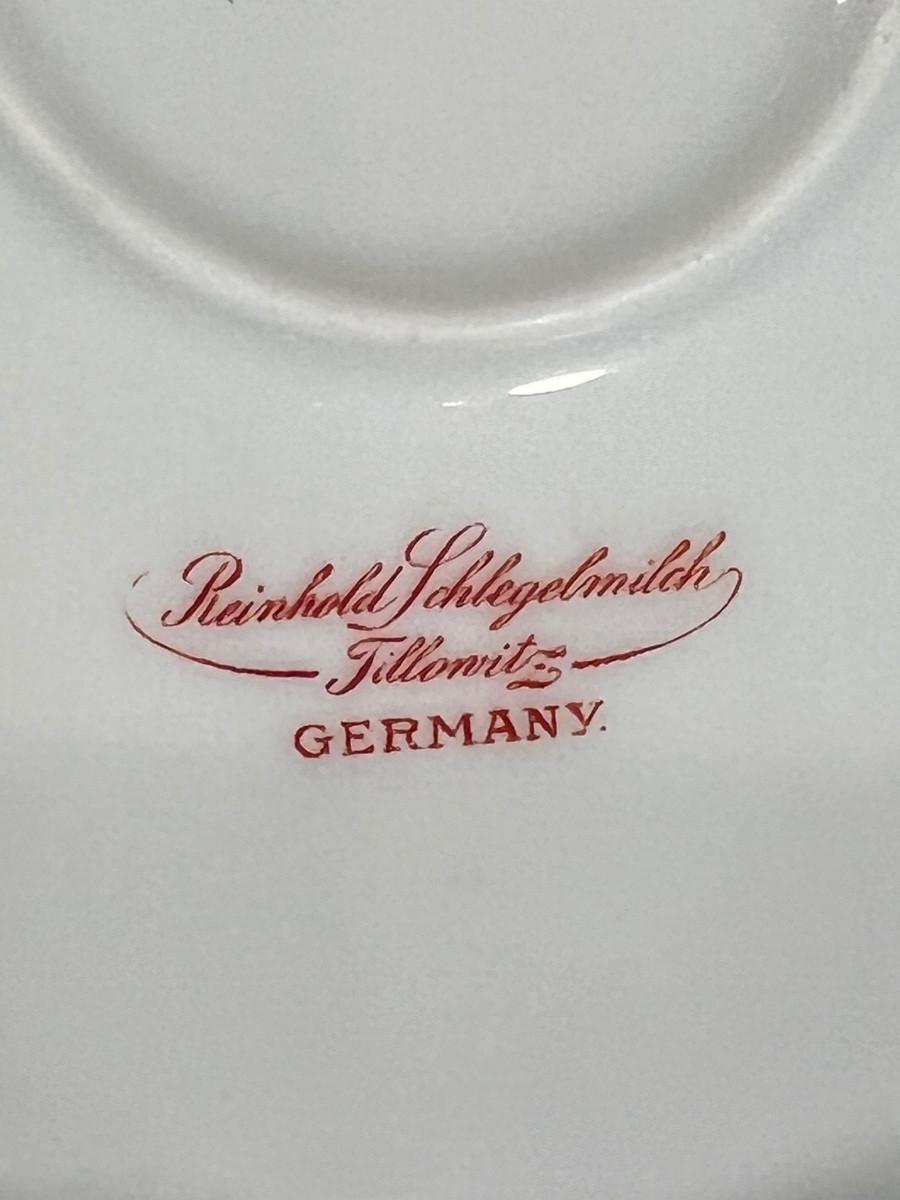 Reinhold Schlegelmilch
Tillowitz
GERMANY.